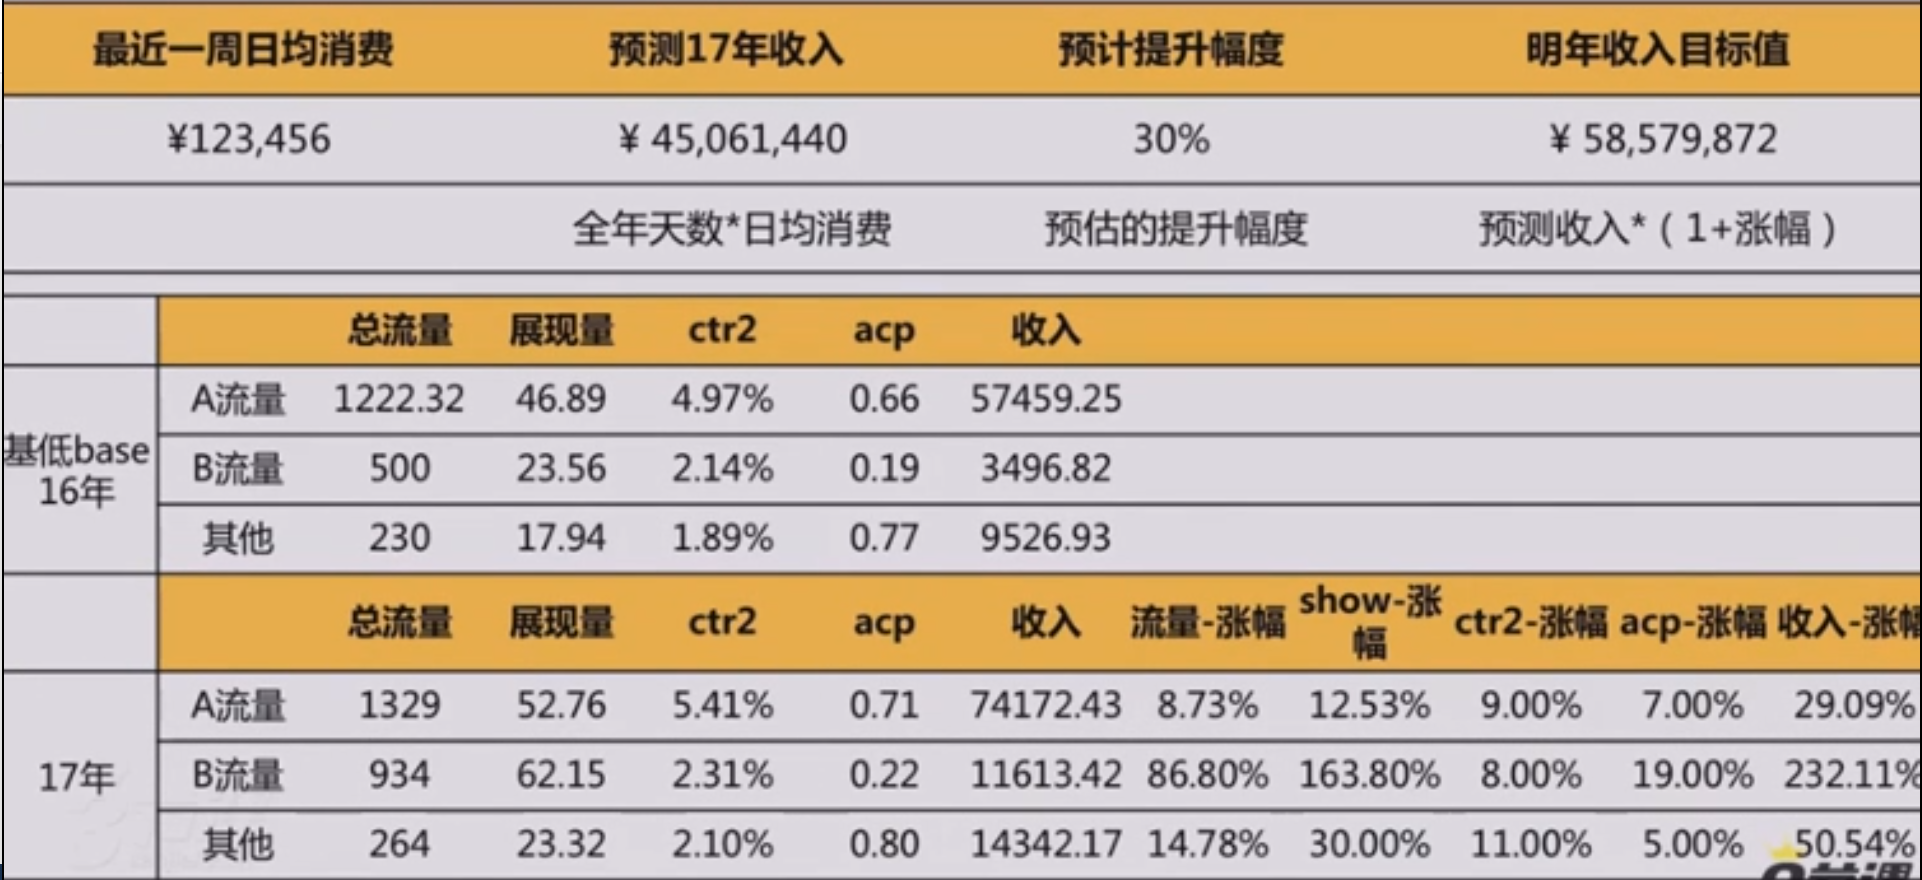 最近一周日均消费 预测17年收入 预计提升幅度 明年收入目标值
¥123,456 ¥ 45,061,440 30% ¥ 58,579,872
全年天数*日均消费 预估的提升幅度 预测收入*（1+涨幅）
总流量 展现量 ctr2 acp 收入
A流量 1222.32 46.89 4.97% 0.66 57459.25
基低base
16年
B流量 500 23.56 2.14% 0.19 3496.82
其他 230 17.94 1.89% 0.77 9526.93
总流量 展现量 ctr2 acp 收入 流量-涨幅 show-涨
幅 ctr2-涨幅 acp-涨幅 收入-涨幅
A流量 1329 52.76 5.41% 0.71 74172.43 8.73% 12.53% 9.00% 7.00% 29.09%
17年 B流量 934 62.15 2.31% 0.22 11613.42 86.80% 163.80% 8.00% 19.00% 232.11%
其他 264 23.32 2.10% 0.80 14342.17 14.78% 30.00% 11.00% 5.00% 50.54%